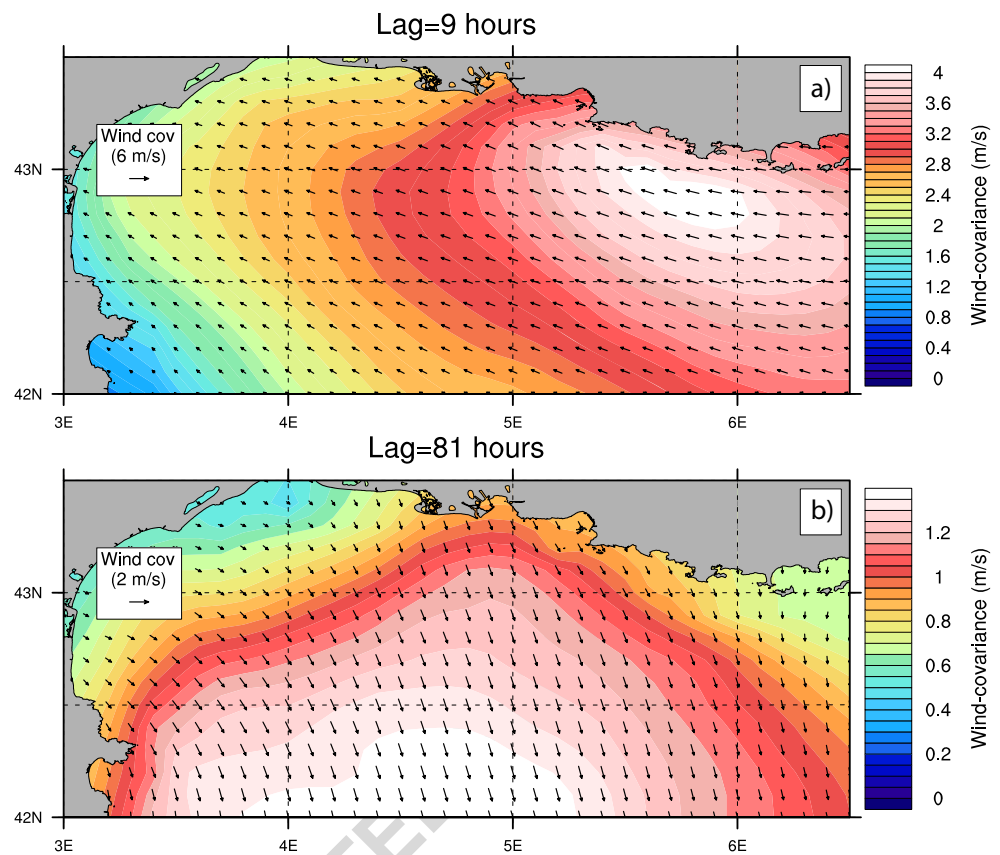 Lag=9 hours
a)
Wind cov
(6 m/s)
43N
42N
3E 4E 5E 6E
4
3.6
3.2
2.8
2.4
2
1.6
1.2
0.8
0.4
0
Wind-covariance (m/s)
Lag=81 hours
b)
Wind cov
(2 m/s)
43N
42N
3E 4E 5E 6E
1.2
1
0.8
0.6
0.4
0.2
0
Wind-covariance (m/s)